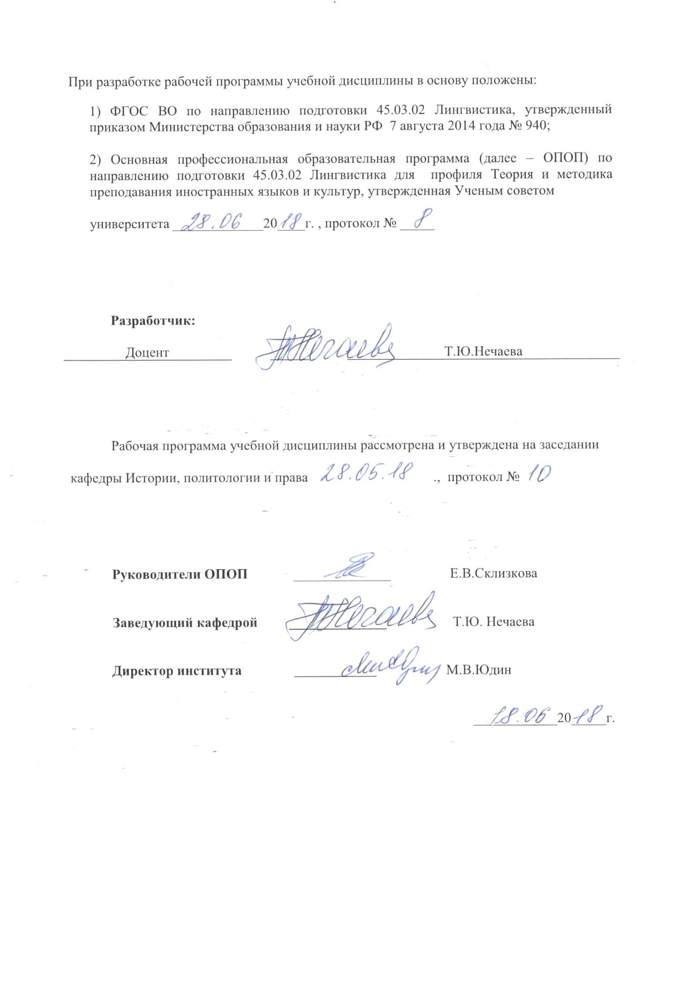 При разработке рабочей программы учебной дисциплины в основу положены:
1) ФГОС ВО по направлению подготовки 45.03.02 Лингвистика, утвержденный
приказом Министерства образования и науки РФ 7 августа 2014 года № 940;
2) Основная профессиональная образовательная программа (далее – ОПОП) по
направлению подготовки 45.03.02 Лингвистика для профиля Теория и методика
преподавания иностранных языков и культур, утвержденная Ученым советом
университета 28.06 2018г. , протокол № 8
Разработчик:
Доцент ТНечаева Т.Ю.Нечаева
Рабочая программа учебной дисциплины рассмотрена и утверждена на заседании
кафедры Истории, политологии и права 28.05.18 ., протокол № 10
Руководители ОПОП Е.В.Склизкова
Заведующий кафедрой ТНечаева Т.Ю. Нечаева
Директор института М.В.Юдин
18.06 2018г.